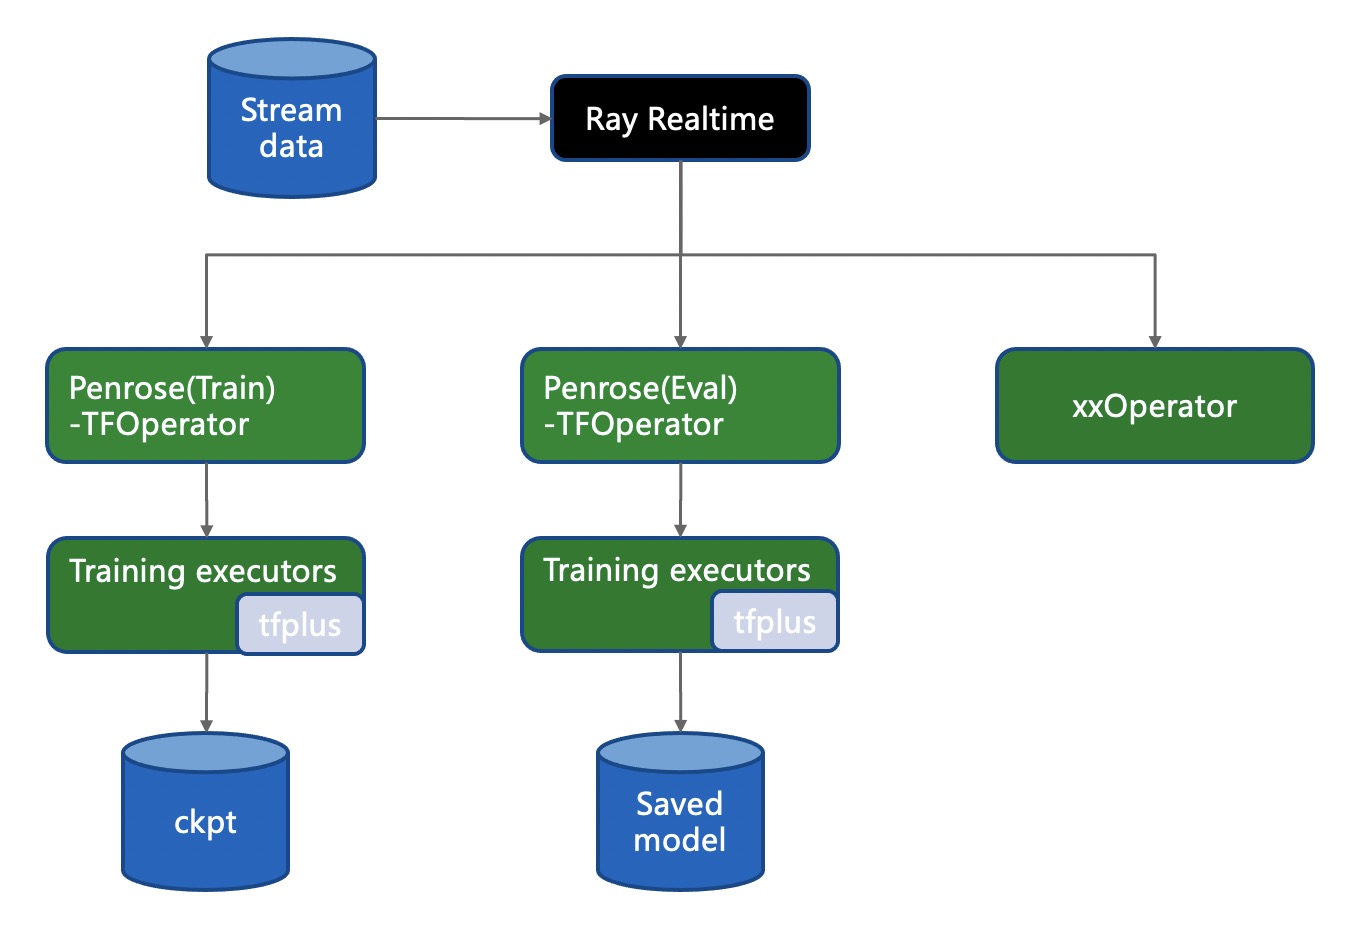 Stream
data
Ray Realtime
Penrose(Train)
-TFOperator
Penrose(Eval)
-TFOperator
xxOperator
Training executors
tfplus
Training executors
tfplus
ckpt
Saved
model